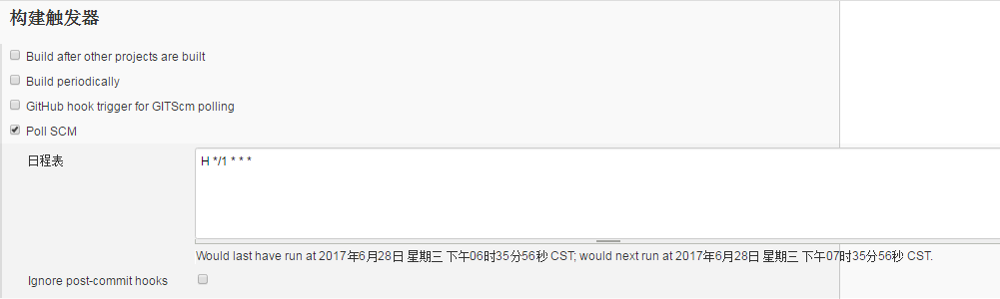 构建触发器
Build after other projects are built
Build periodically
GitHub hook trigger for GITScm polling
Poll SCM
日程表
H */1 * * *
Would last have run at 2017年6月28日 星期三 下午06时35分56秒 CST; would next run at 2017年6月28日 星期三 下午07时35分56秒 CST.
Ignore post-commit hooks